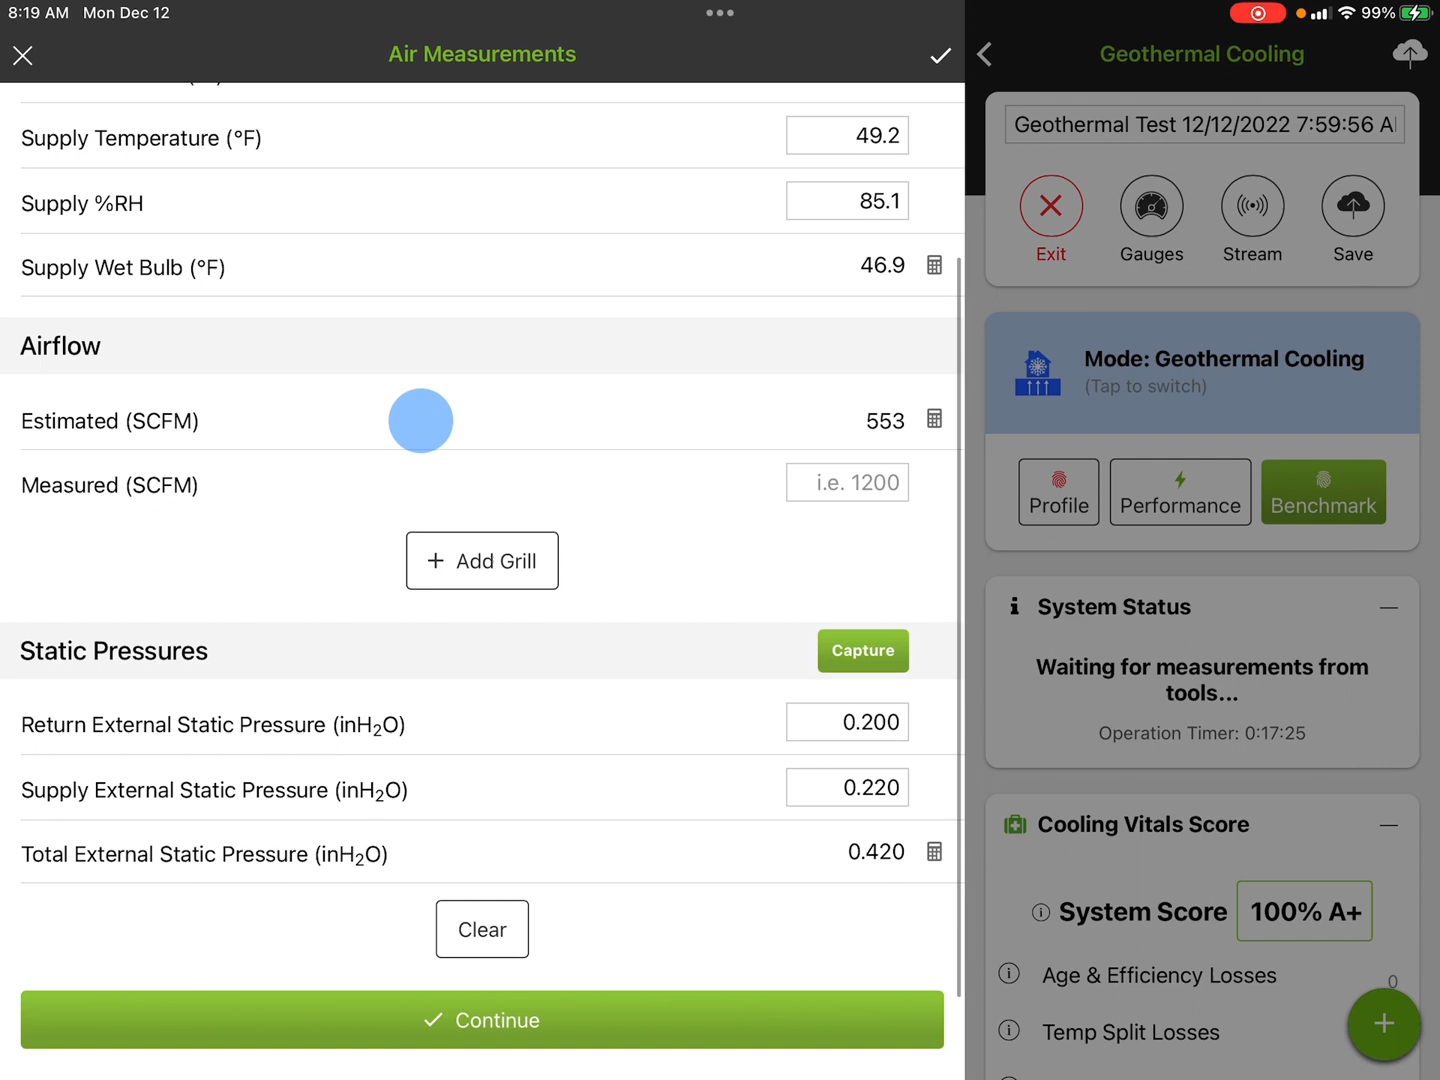 8:19 AM Mon Dec 12
99%
Air Measurements
Supply Temperature (°F) 49.2
Supply %RH 85.1
Supply Wet Bulb (°F) 46.9
Airflow
Estimated (SCFM) 553
Measured (SCFM) i.e. 1200
+ Add Grill
Static Pressures Capture
Return External Static Pressure (inH₂O) 0.200
Supply External Static Pressure (inH₂O) 0.220
Total External Static Pressure (inH₂O) 0.420
Clear
Continue
Geothermal Cooling
Geothermal Test 12/12/2022 7:59:56 A
Exit Gauges Stream Save
Mode: Geothermal Cooling
(Tap to switch)
Profile Performance Benchmark
System Status
Waiting for measurements from
tools...
Operation Timer: 0:17:25
Cooling Vitals Score
System Score 100% A+
Age & Efficiency Losses 0
Temp Split Losses